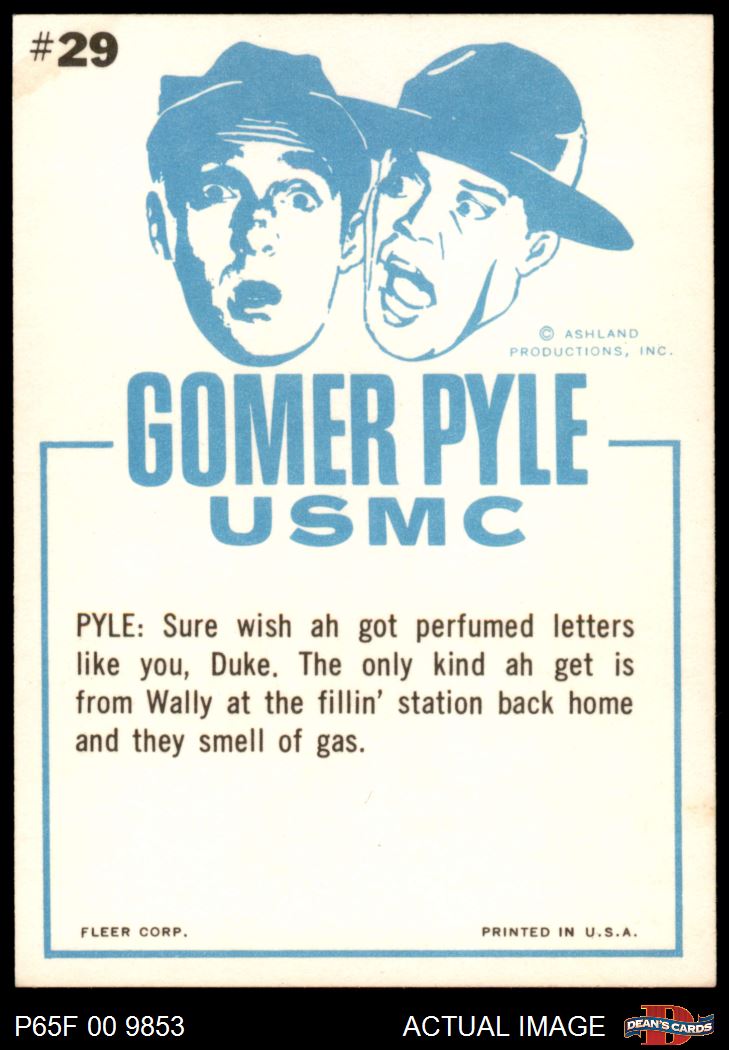 #29
© ASHLAND
PRODUCTIONS, INC.
GOMER PYLE
USMC
PYLE: Sure wish ah got perfumed letters
like you, Duke. The only kind ah get is
from Wally at the fillin' station back home
and they smell of gas.
FLEER CORP.
PRINTED IN U.S.A.
P65F 00 9853
ACTUAL IMAGE
D
DEAN'S CARDS